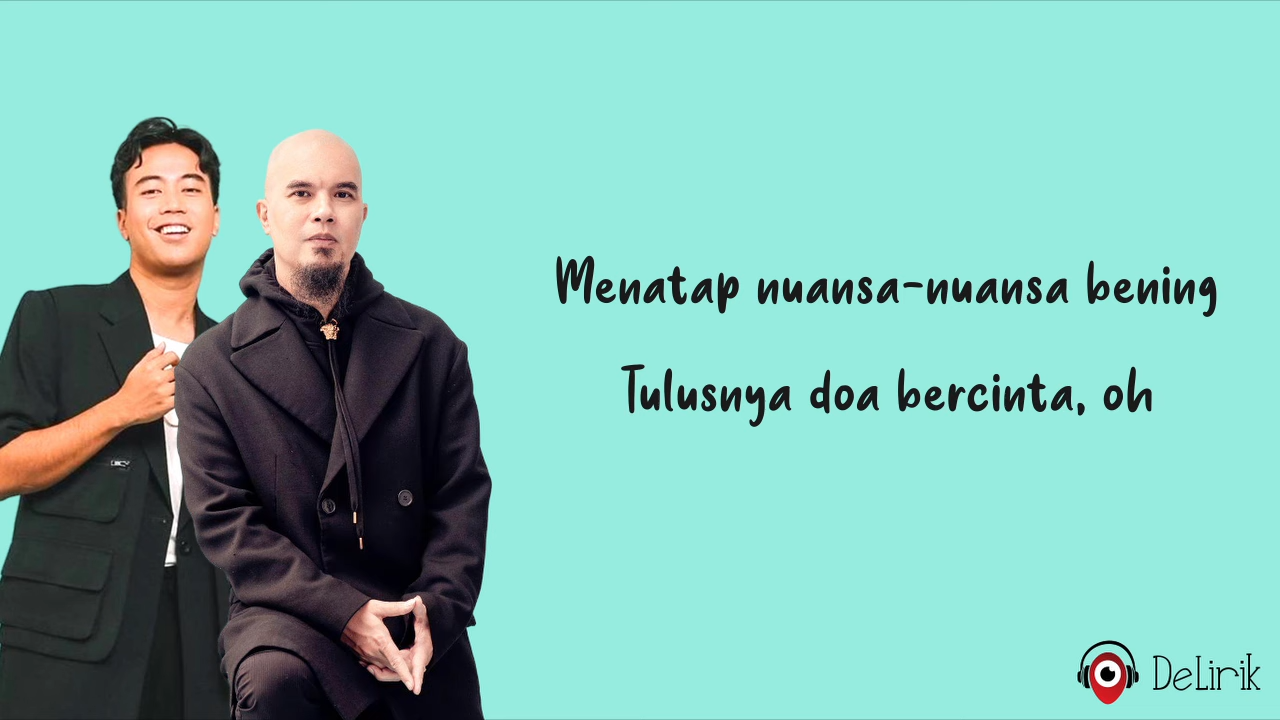 Menatap nuansa-nuansa bening
Tulusnya doa bercinta, oh
DeLirik